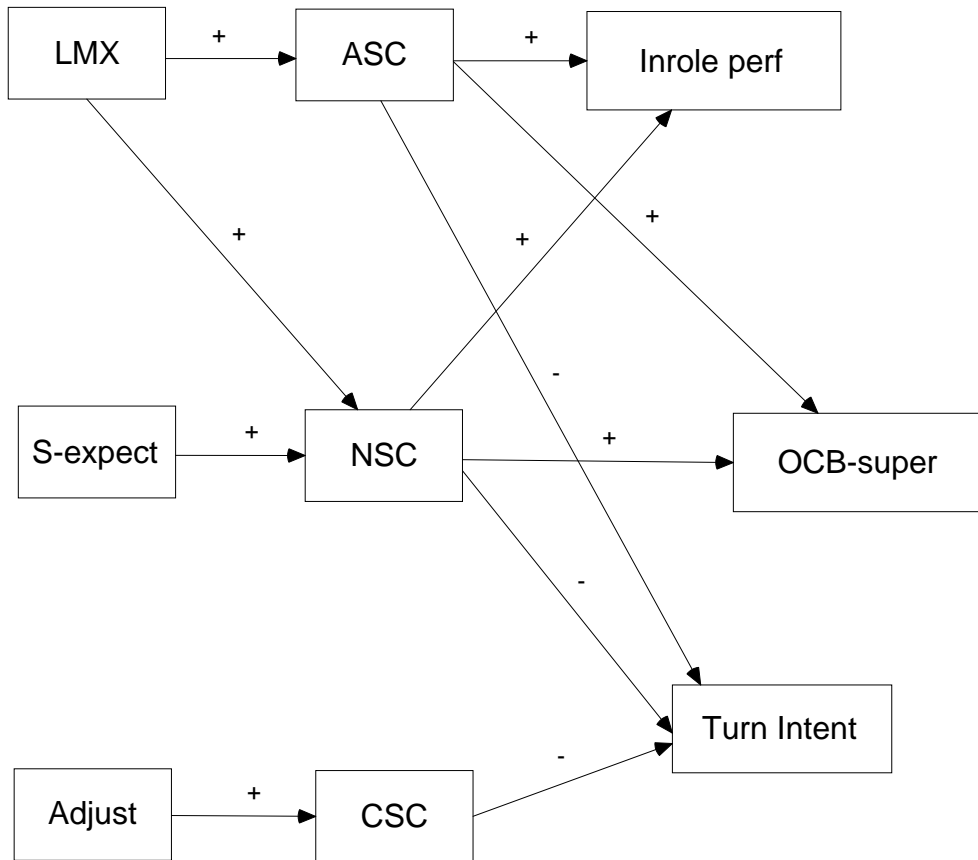 LMX
+
ASC
+
Inrole perf
+
+
+
-
S-expect
+
NSC
+
OCB-super
-
Turn Intent
-
Adjust
+
CSC